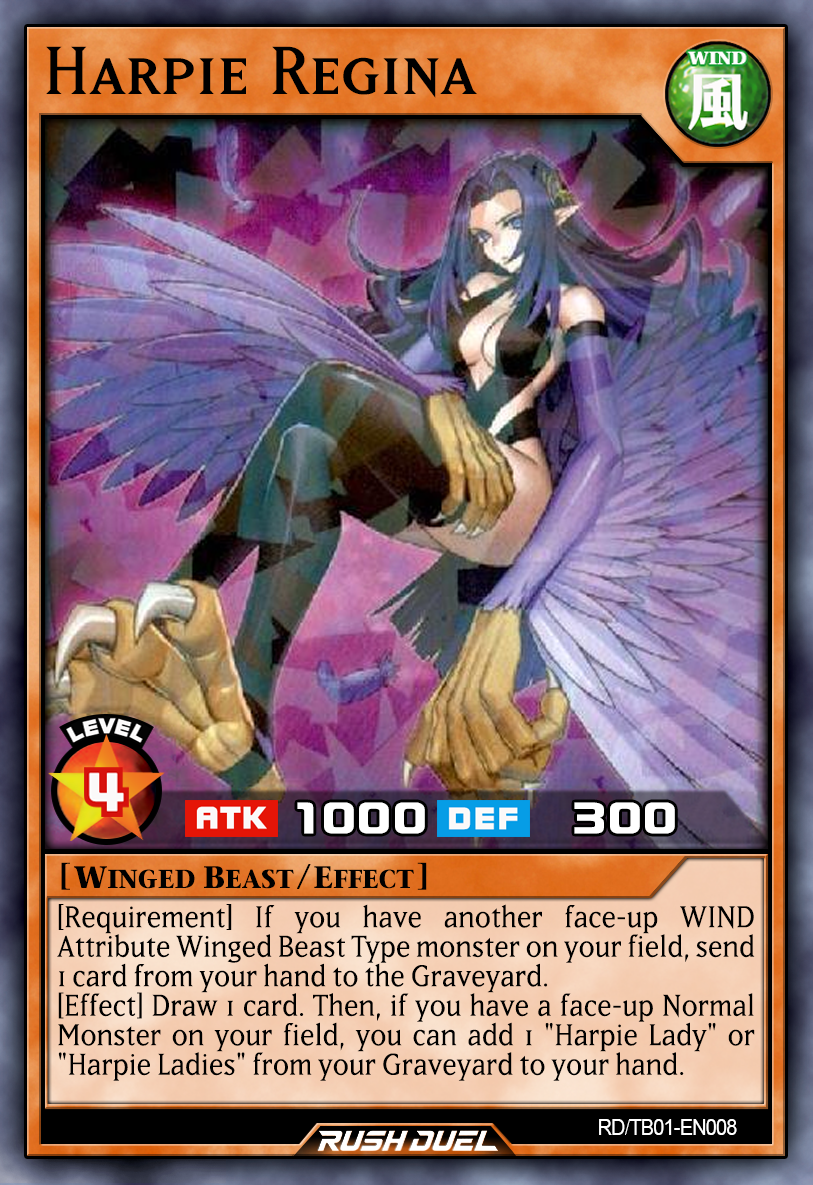 Harpie Regina
WIND
風
LEVEL
4
ATK 1000 DEF 300
[Winged Beast/Effect]
[Requirement] If you have another face-up WIND
Attribute Winged Beast Type monster on your field, send
1 card from your hand to the Graveyard.
[Effect] Draw 1 card. Then, if you have a face-up Normal
Monster on your field, you can add 1 "Harpie Lady" or
"Harpie Ladies" from your Graveyard to your hand.
RD/TB01-EN008
RUSH DUEL